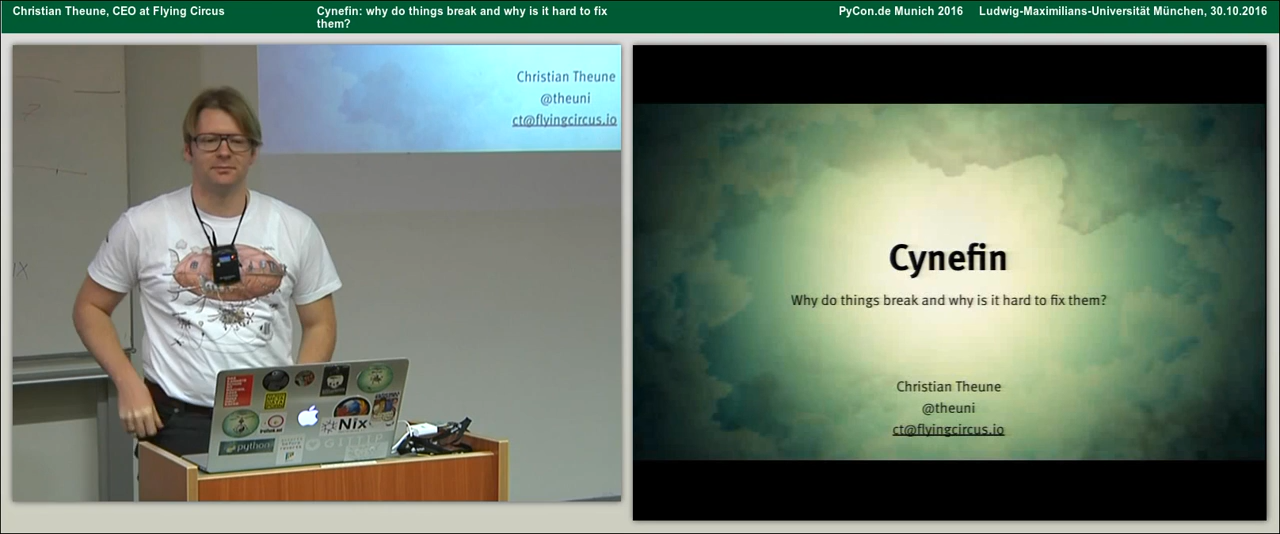 Christian Theune, CEO at Flying Circus
Cynefin: why do things break and why is it hard to fix
them?
PyCon.de Munich 2016
Ludwig-Maximilians-Universität München, 30.10.2016
Christian Theune
@theuni
ct@flyingcircus.io
Nix
python
GITTIP
Cynefin
Why do things break and why is it hard to fix them?
Christian Theune
@theuni
ct@flyingcircus.io